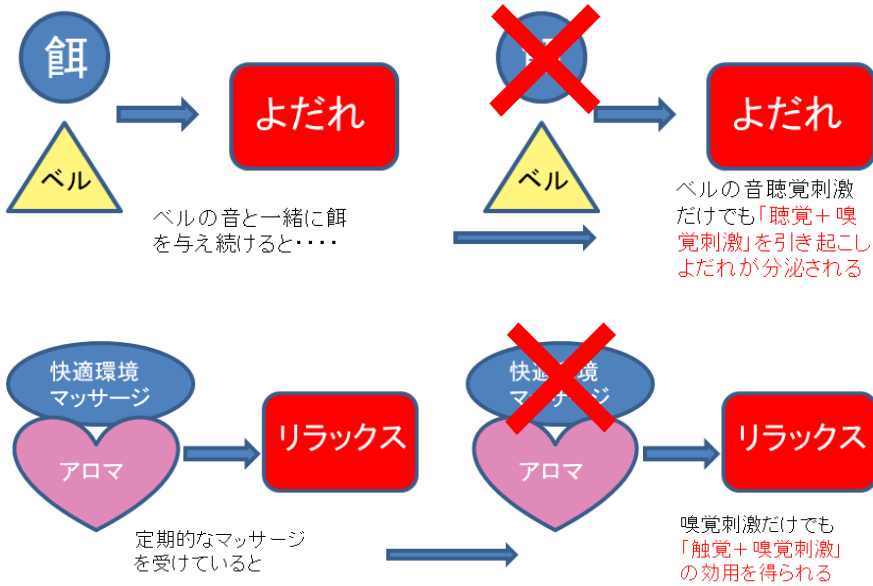 餌
よだれ
ベル
ベルの音と一緒に餌
を与え続けると・・・・
よだれ
ベル
ベルの音聴覚刺激
だけでも「聴覚＋嗅
覚刺激」を引き起こし
よだれが分泌される
快適環境
マッサージ
アロマ
リラックス
定期的なマッサージ
を受けていると
快適環境
マッサージ
アロマ
リラックス
嗅覚刺激だけでも
「触覚＋嗅覚刺激」
の効用を得られる